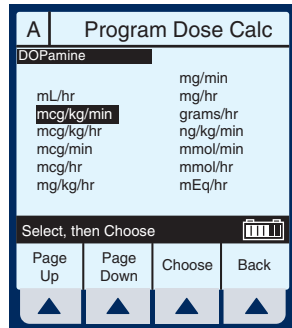 A Program Dose Calc
DOPamine
mL/hr
mcg/kg/min
mcg/kg/hr
mcg/min
mcg/hr
mg/kg/hr
mg/min
mg/hr
grams/hr
ng/kg/min
mmol/min
mmol/hr
mEq/hr
Select, then Choose
Page Up
Page Down
Choose
Back